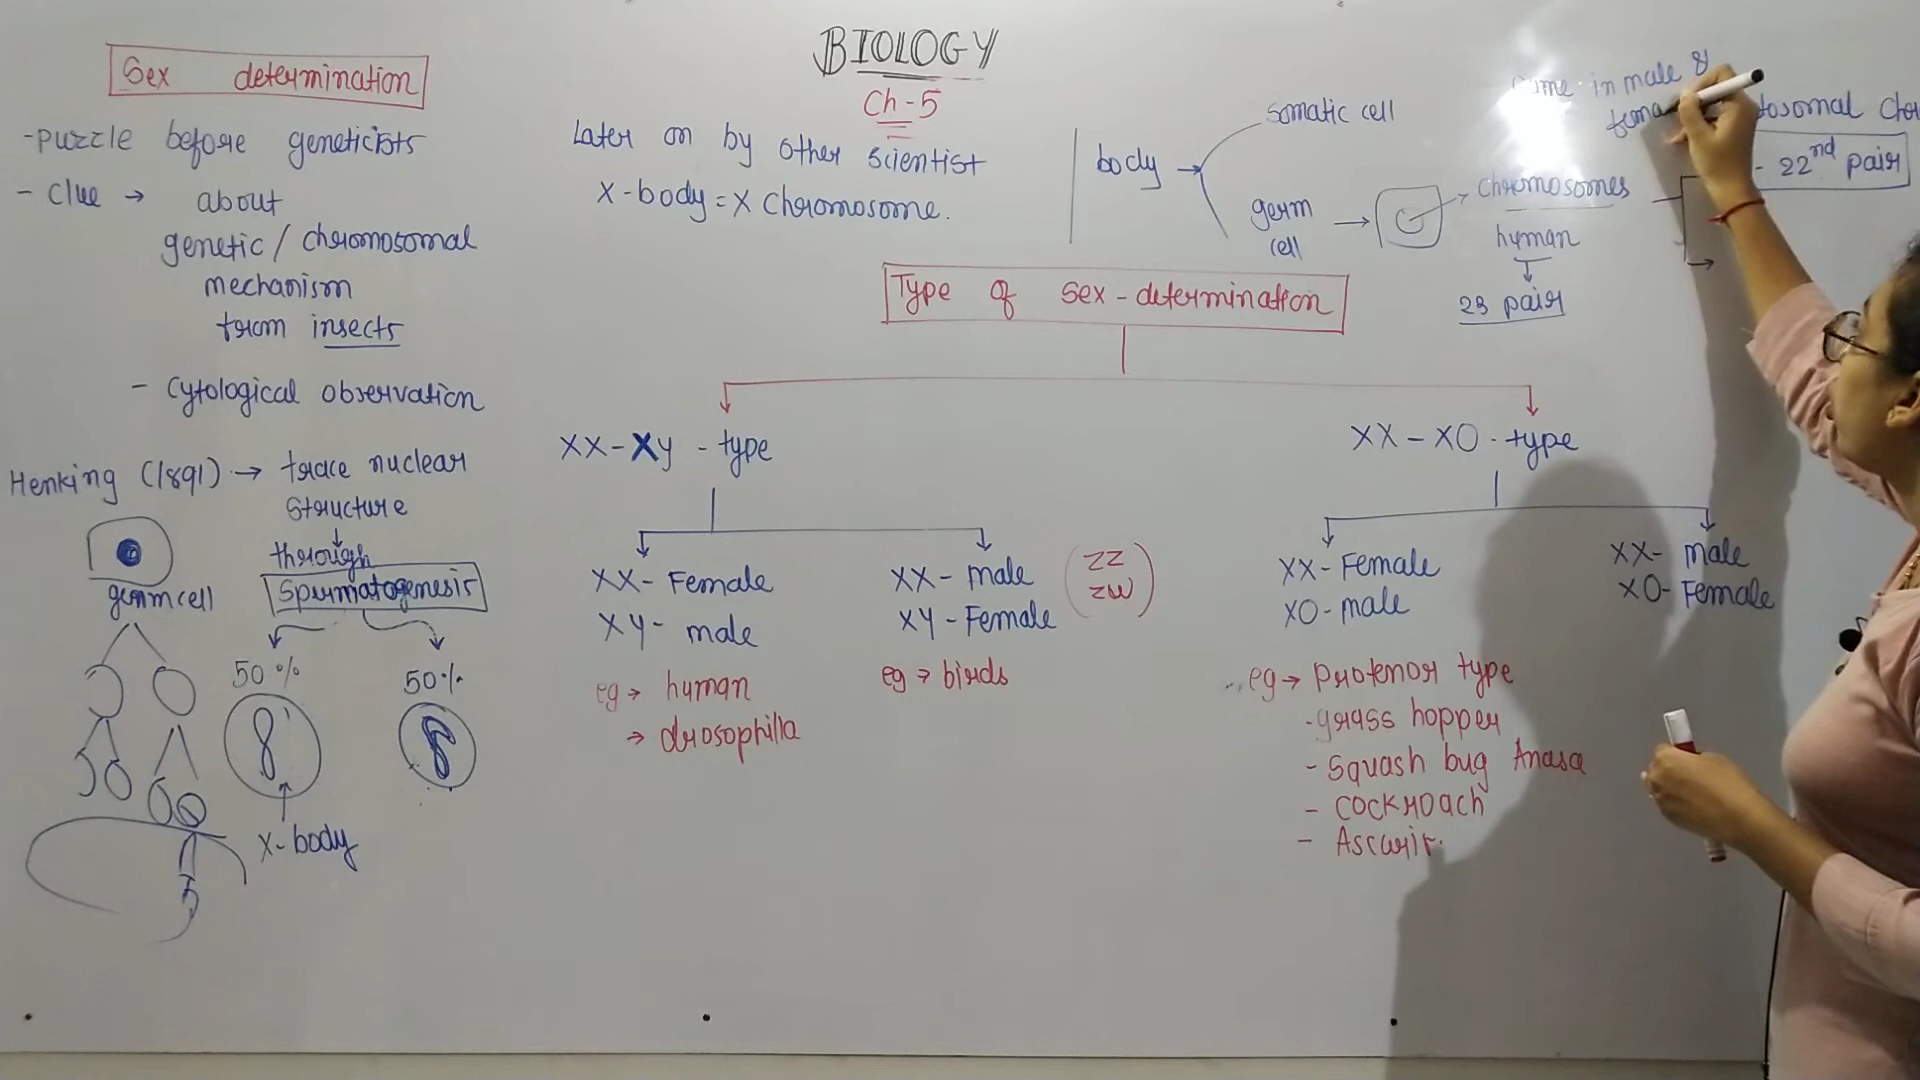 BIOLOGY
Ch-5
Sex determination
-puzzle before geneticists
- Clue → about
genetic / chromosomal
mechanism
from insects
- Cytological observation
Henking (1891) → trace nuclear
structure
through
Spermatogenesis
germ cell
50%
50%
X-body
Later on by other scientist
X-body = X Chromosome.
body →
somatic cell
germ
cell
Chromosomes
human
23 pair
in male &
- 22nd pair
Type of sex-determination
XX-XY - type
XX-Female
XY- male
eg → human
→ drosophilla
XX- male
XY-Female
ZZ
ZW
eg → birds
XX-XO-type
XX-Female
XO-male
eg → Protenor type
-grass hopper
- Squash bug Anasa
- Cockroach
XX- male
XO- Female